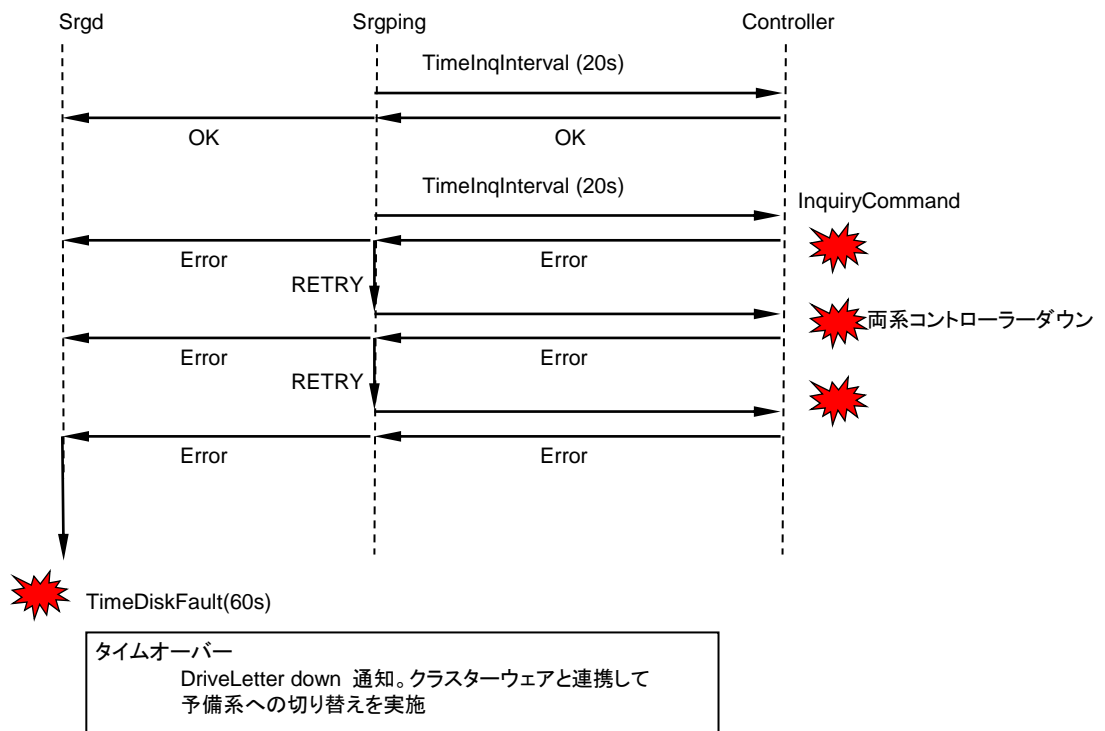 Srgd
Srgping
Controller
TimeInqInterval (20s)
OK
OK
TimeInqInterval (20s)
InquiryCommand
Error
Error
RETRY
両系コントローラーダウン
Error
Error
RETRY
Error
Error
TimeDiskFault(60s)
タイムオーバー
DriveLetter down 通知。クラスターウェアと連携して
予備系への切り替えを実施